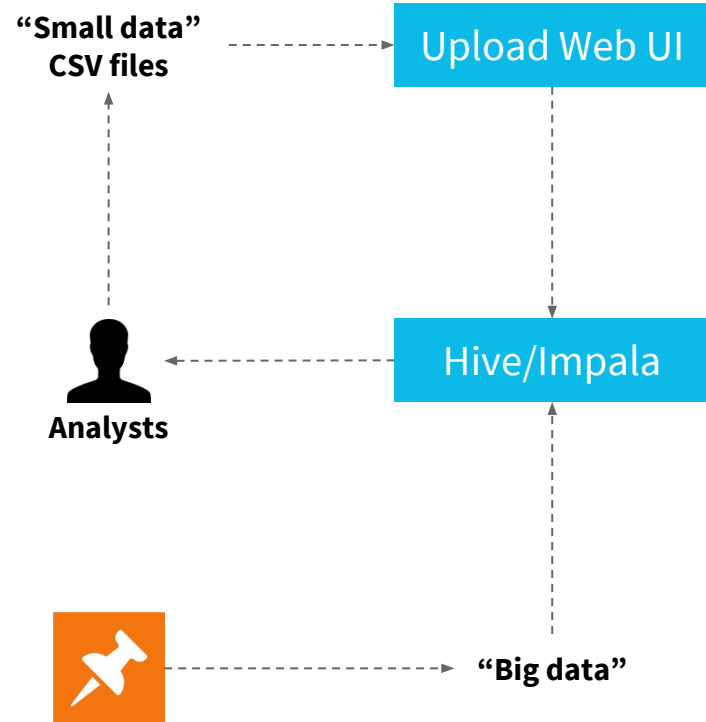 “Small data”
CSV files
Upload Web UI
Hive/Impala
Analysts
“Big data”